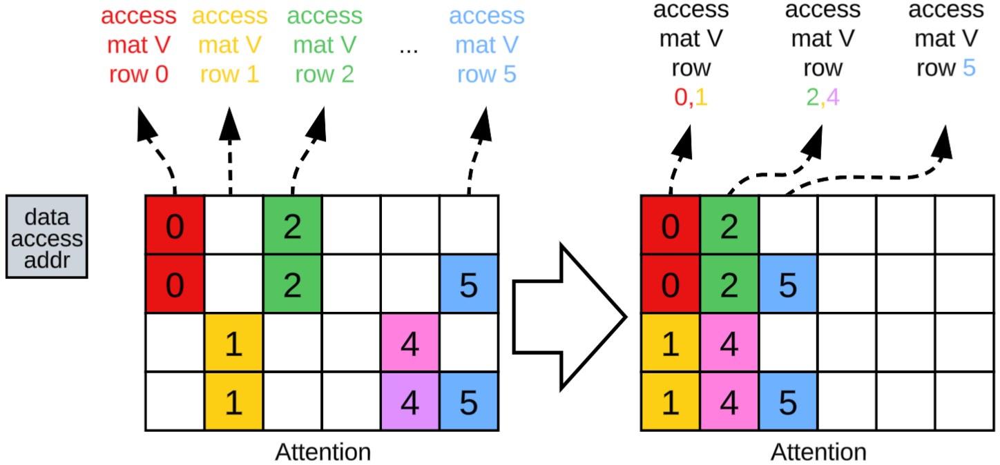 access access access access
mat V mat V mat V ... mat V
row 0 row 1 row 2 row 5
access access access
mat V mat V mat V
row row row 5
0,1 2,4
data
access
addr
0 2
0 2 5
1 4
1 4 5
Attention
0 2
0 2 5
1 4
1 4 5
Attention